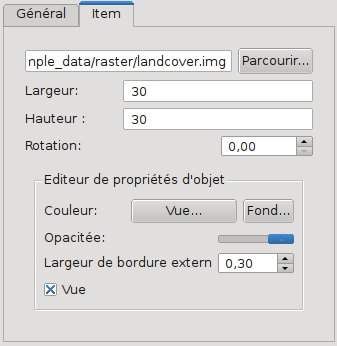 Général Item
nple_data/raster/landcover.img Parcourir...
Largeur: 30
Hauteur : 30
Rotation: 0,00
Editeur de propriétés d'objet
Couleur: Vue... Fond...
Opacitée:
Largeur de bordure extern 0,30
Vue